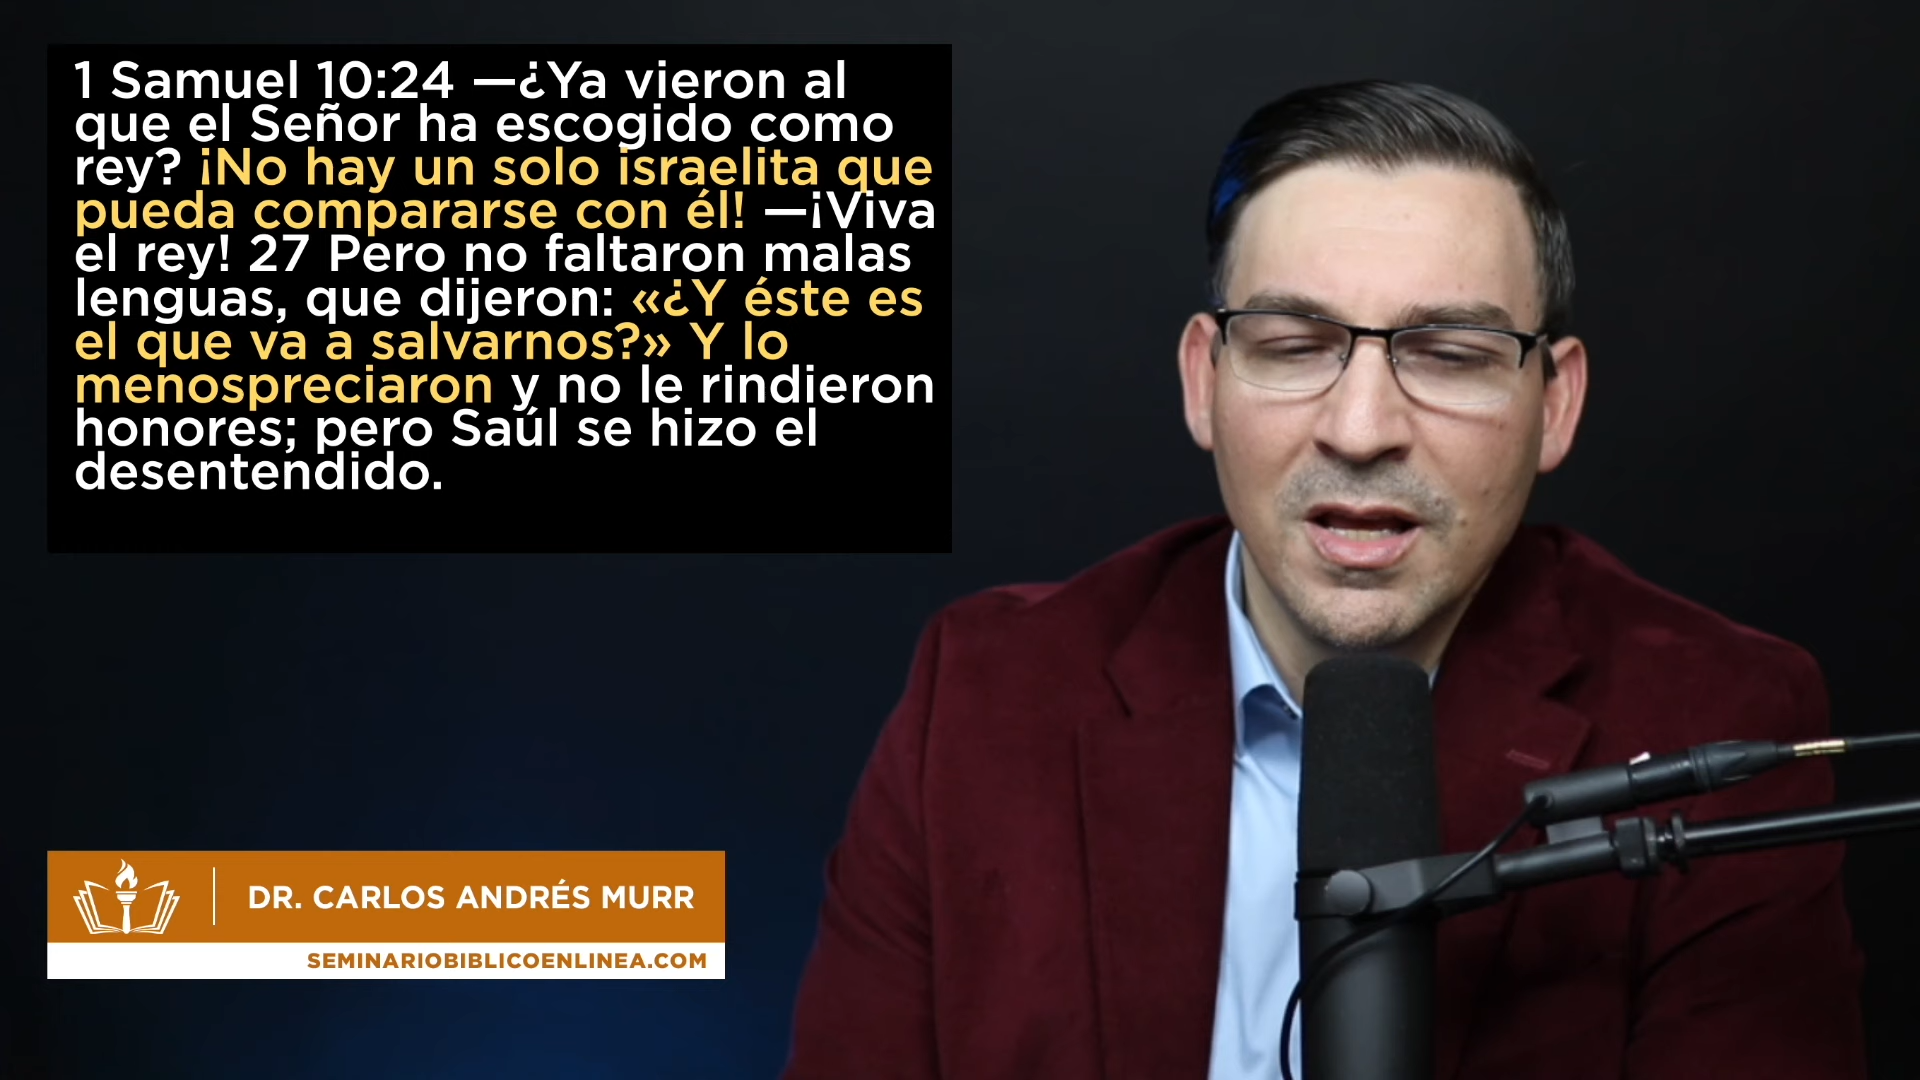 1 Samuel 10:24 —¿Ya vieron al
que el Señor ha escogido como
rey? ¡No hay un solo israelita que
pueda compararse con él! —¡Viva
el rey! 27 Pero no faltaron malas
lenguas, que dijeron: «¿Y éste es
el que va a salvarnos?» Y lo
menospreciaron y no le rindieron
honores; pero Saúl se hizo el
desentendido.
DR. CARLOS ANDRÉS MURR
SEMINARIOBIBLICOENLINEA.COM